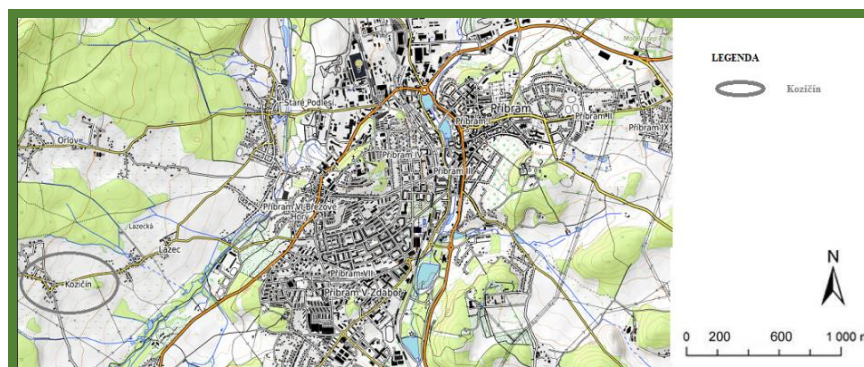 LEGENDA
Kozičín
Staré Podlesí
Příbram
Příbram II
Příbram IX
Orlov
Příbram IV
Příbram III
Příbram VI-Březové
Hory
Lazecká
Lazec
Kozičín
Příbram VII
Příbram V-Zdaboř
N
0 200 600 1 000 m